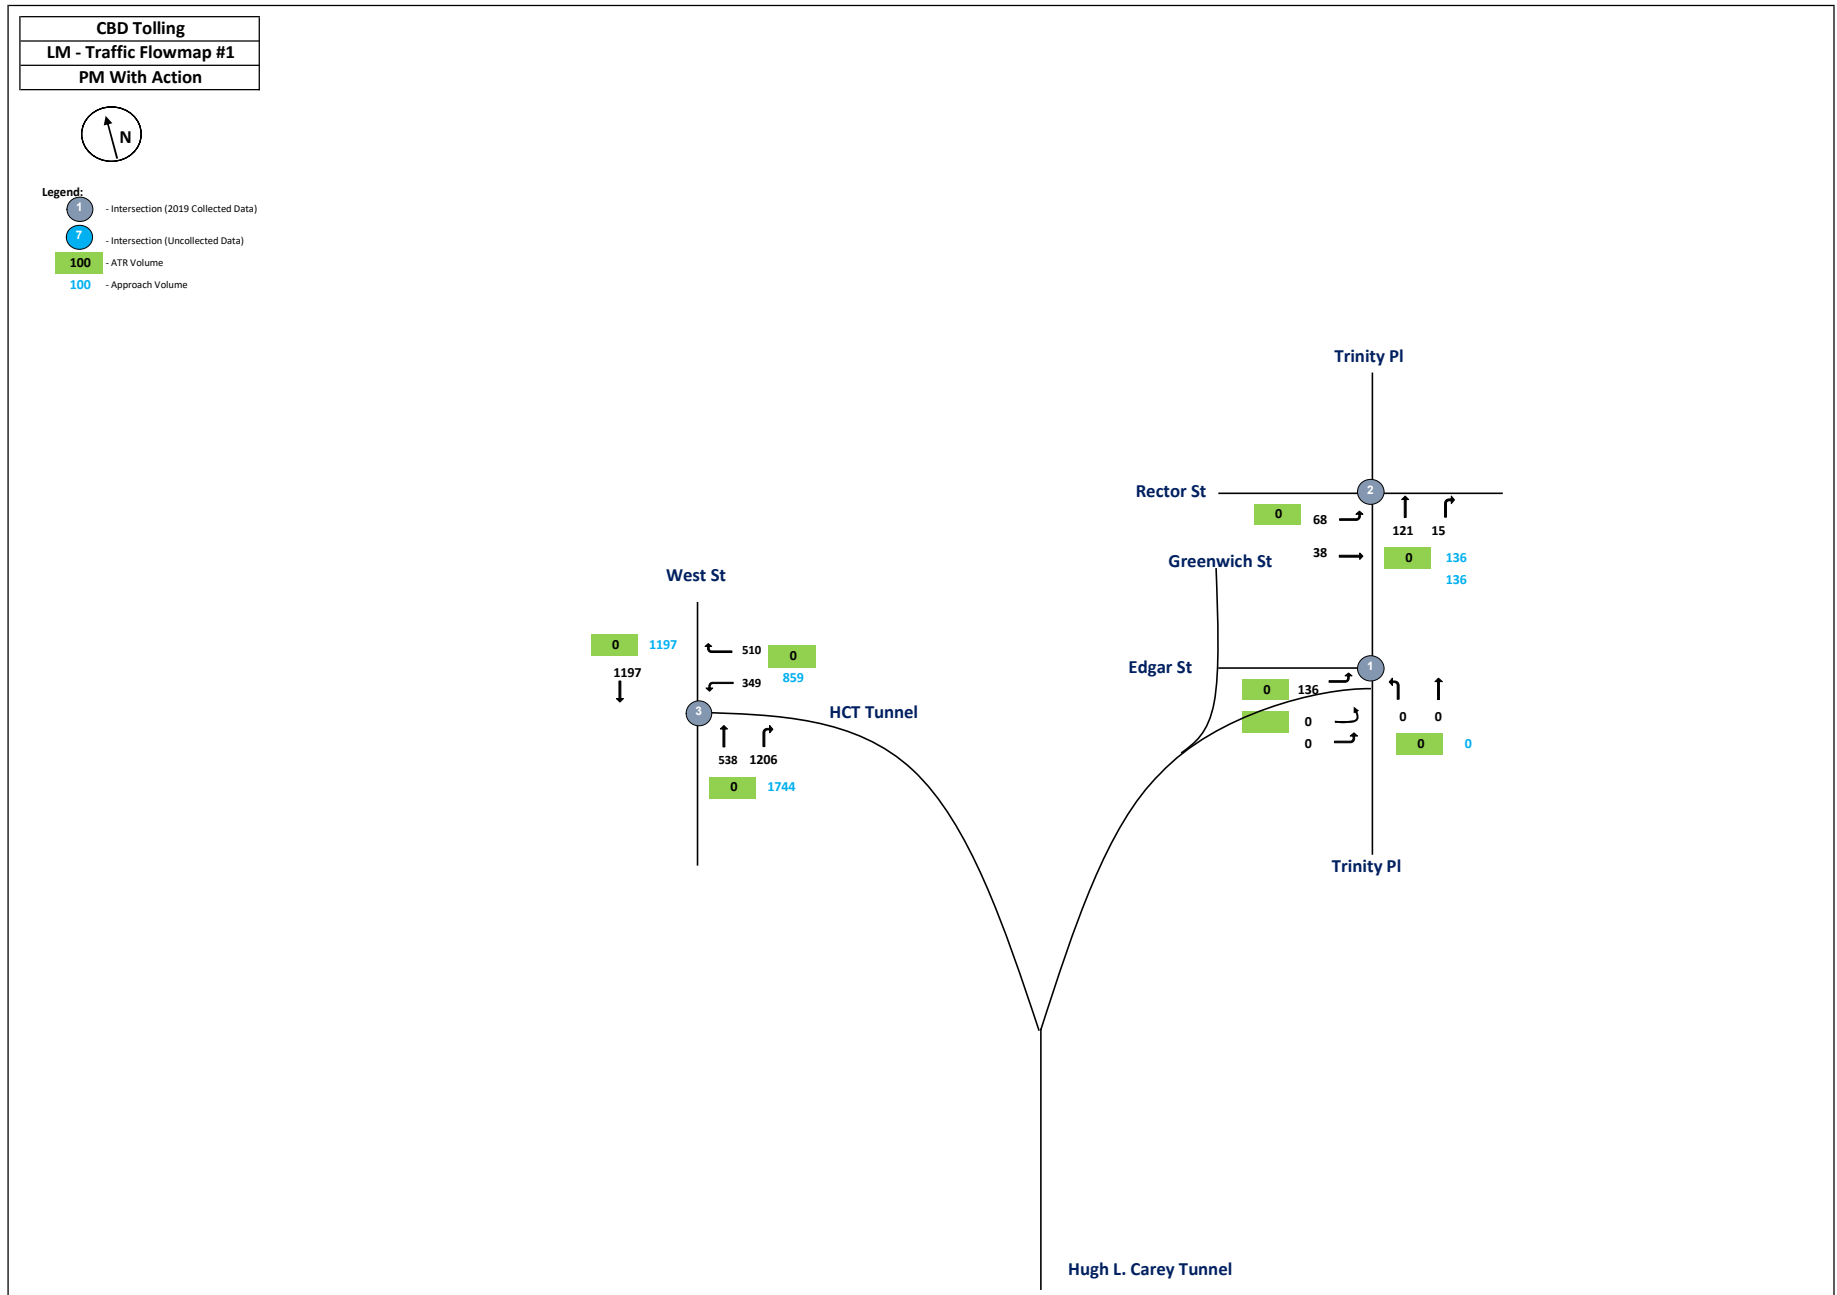 CBD Tolling
LM - Traffic Flowmap #1
PM With Action
N
Legend:
1 - Intersection (2019 Collected Data)
7 - Intersection (Uncollected Data)
100 - ATR Volume
100 - Approach Volume
Trinity Pl
Rector St
2
0 68
121 15
38
0 136
136
Greenwich St
West St
0 1197
510 0
1197
349 859
3
HCT Tunnel
538 1206
0 1744
Edgar St
1
0 136
0
0
0 0
0 0
Trinity Pl
Hugh L. Carey Tunnel